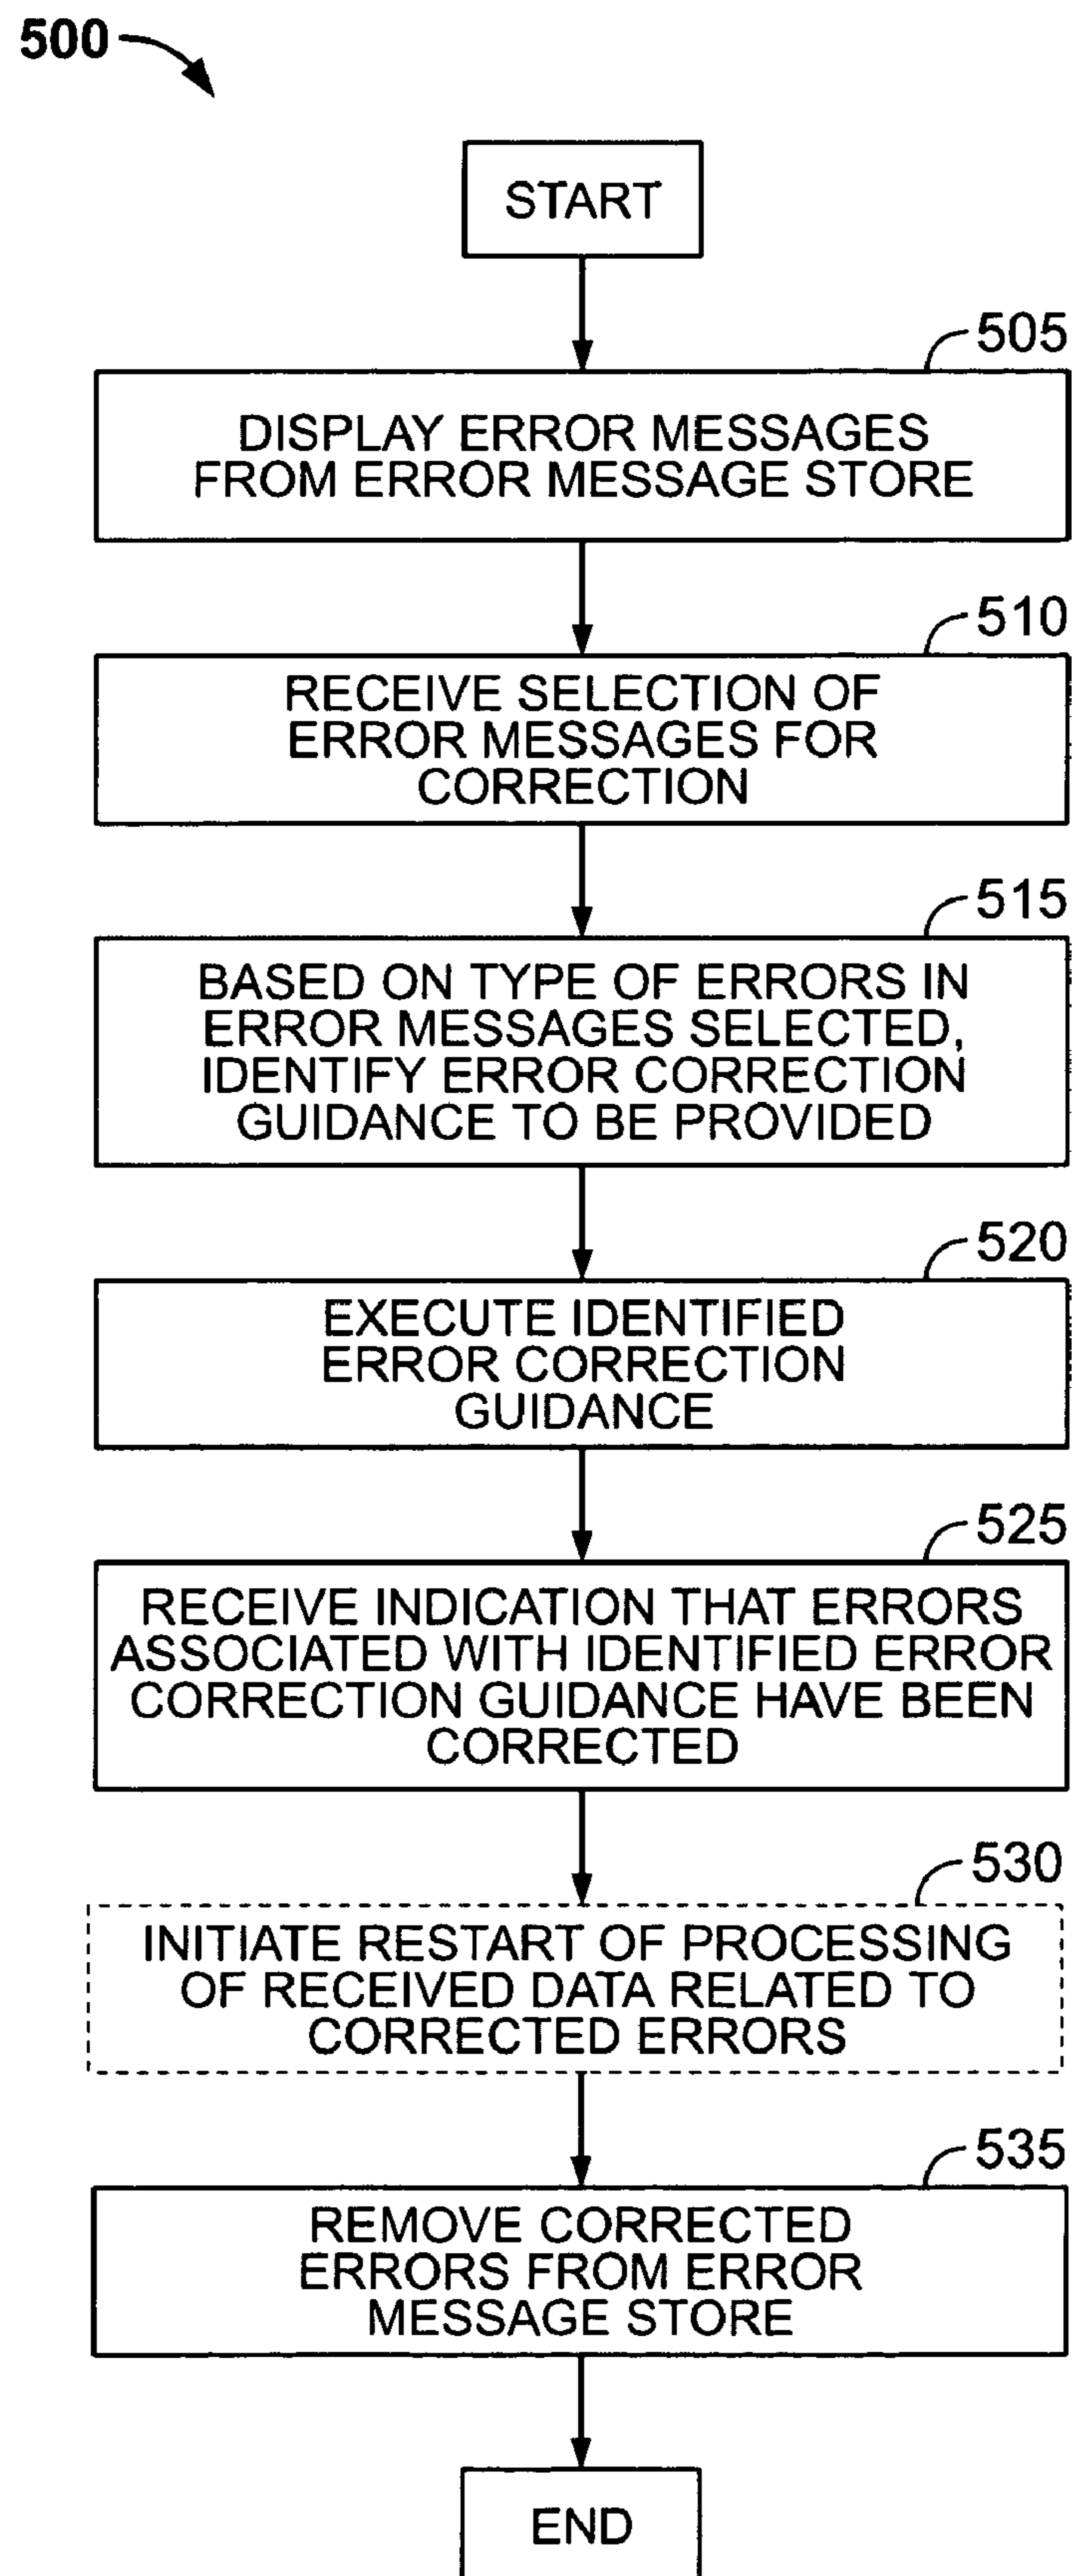 500
START
505
DISPLAY ERROR MESSAGES
FROM ERROR MESSAGE STORE
510
RECEIVE SELECTION OF
ERROR MESSAGES FOR
CORRECTION
515
BASED ON TYPE OF ERRORS IN
ERROR MESSAGES SELECTED,
IDENTIFY ERROR CORRECTION
GUIDANCE TO BE PROVIDED
520
EXECUTE IDENTIFIED
ERROR CORRECTION
GUIDANCE
525
RECEIVE INDICATION THAT ERRORS
ASSOCIATED WITH IDENTIFIED ERROR
CORRECTION GUIDANCE HAVE BEEN
CORRECTED
530
INITIATE RESTART OF PROCESSING
OF RECEIVED DATA RELATED TO
CORRECTED ERRORS
535
REMOVE CORRECTED
ERRORS FROM ERROR
MESSAGE STORE
END